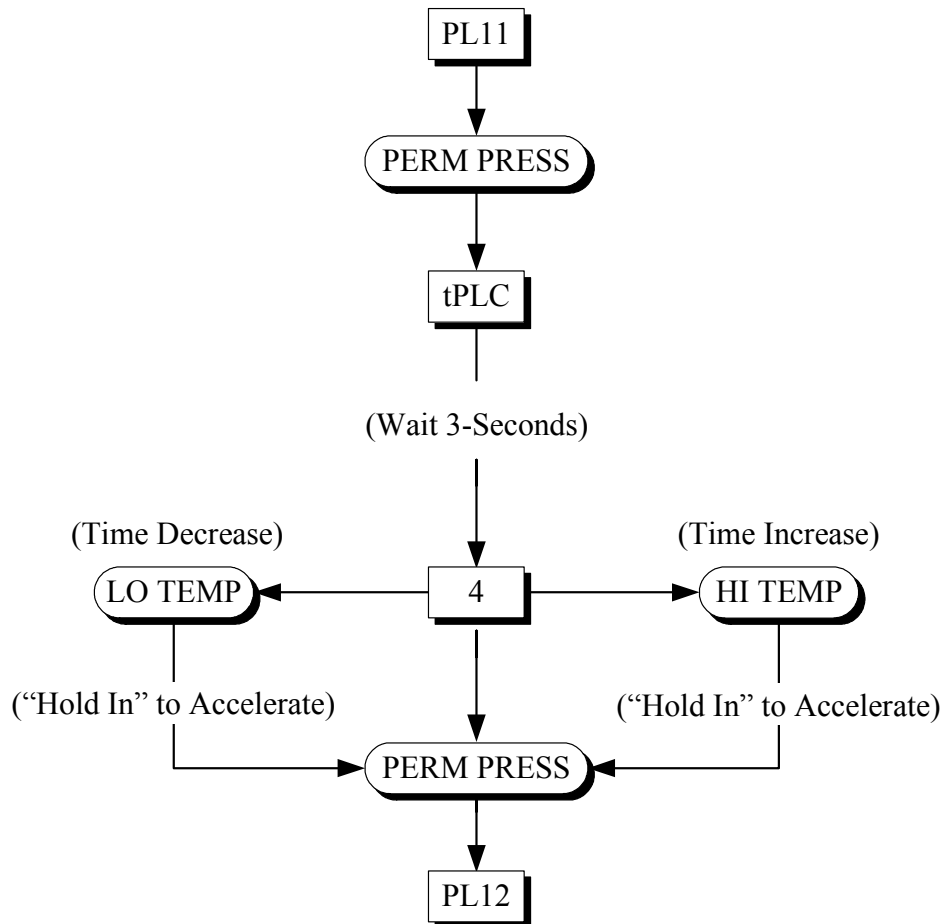 PL11
PERM PRESS
tPLC
(Wait 3-Seconds)
(Time Decrease)
(Time Increase)
LO TEMP
4
HI TEMP
(“Hold In” to Accelerate)
(“Hold In” to Accelerate)
PERM PRESS
PL12